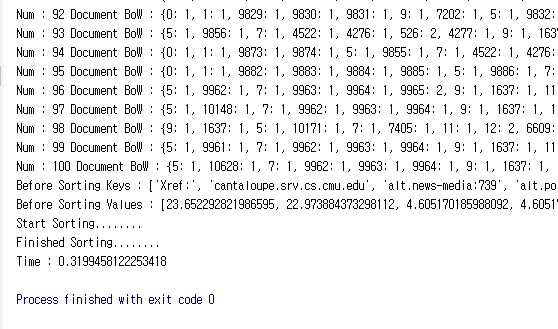 Num : 92 Document BoW : {0: 1, 1: 1, 9829: 1, 9830: 1, 9831: 1, 9: 1, 7202: 1, 5: 1, 9832:
Num : 93 Document BoW : {5: 1, 9856: 1, 7: 1, 4522: 1, 4276: 1, 526: 2, 4277: 1, 9: 1, 1637
Num : 94 Document BoW : {0: 1, 1: 1, 9873: 1, 9874: 1, 5: 1, 9855: 1, 7: 1, 4522: 1, 4276:
Num : 95 Document BoW : {0: 1, 1: 1, 9882: 1, 9883: 1, 9884: 1, 9885: 1, 5: 1, 9886: 1, 7:
Num : 96 Document BoW : {5: 1, 9962: 1, 7: 1, 9963: 1, 9964: 1, 9965: 2, 9: 1, 1637: 1, 11
Num : 97 Document BoW : {5: 1, 10148: 1, 7: 1, 9962: 1, 9963: 1, 9964: 1, 9: 1, 1637: 1, 1
Num : 98 Document BoW : {9: 1, 1637: 1, 5: 1, 10171: 1, 7: 1, 7405: 1, 11: 1, 12: 2, 6609:
Num : 99 Document BoW : {5: 1, 9961: 1, 7: 1, 9962: 1, 9963: 1, 9964: 1, 9: 1, 1637: 1, 11
Num : 100 Document BoW : {5: 1, 10628: 1, 7: 1, 9962: 1, 9963: 1, 9964: 1, 9: 1, 1637: 1,
Before Sorting Keys : ['Xref:', 'cantaloupe.srv.cs.cmu.edu', 'alt.news-media:739', 'alt.po
Before Sorting Values : [23.652292821986595, 22.973884373298112, 4.605170185988092, 4.6051
Start Sorting........
Finished Sorting........
Time : 0.3199458122253418
Process finished with exit code 0